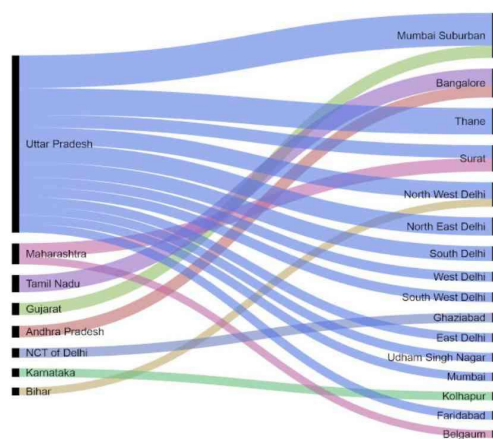 Mumbai Suburban
Bangalore
Thane
Uttar Pradesh
Surat
North West Delhi
North East Delhi
Maharashtra
South Delhi
West Delhi
Tamil Nadu
South West Delhi
Gujarat
Ghaziabad
Andhra Pradesh
East Delhi
NCT of Delhi
Udham Singh Nagar
Karnataka
Mumbai
Bihar
Kolhapur
Faridabad
Belgaum